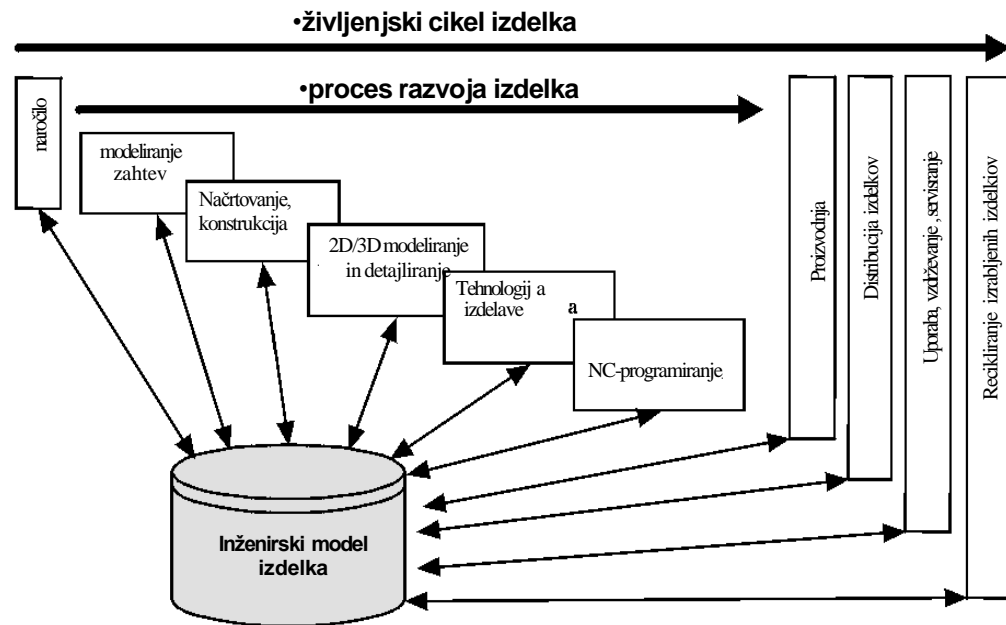 •življenjski cikel izdelka
•proces razvoja izdelka
naročilo
modeliranje
zahtev
Načrtovanje,
konstrukcija
2D/3D modeliranje
in detajliranje
Tehnologij a
izdelave a
NC-programiranje
Proizvodnja
Distribucija izdelkov
Uporaba, vzdrževanje , servisranje
Recikliranje izrabljenih izdelkiov
Inženirski model
izdelka